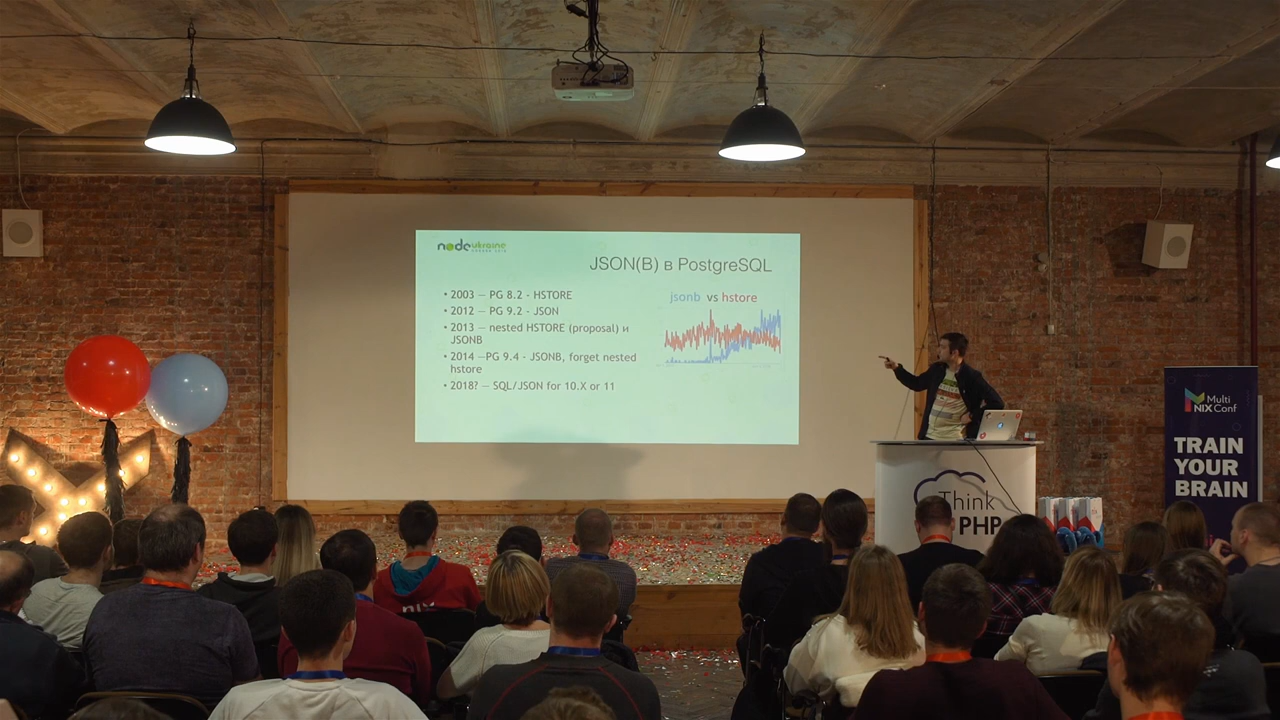 node ukraine
JSON(B) в PostgreSQL
• 2003 — PG 8.2 - HSTORE
• 2012 — PG 9.2 - JSON
• 2013 — nested HSTORE (proposal) и
JSONB
• 2014 —PG 9.4 - JSONB, forget nested
hstore
• 2018? — SQL/JSON for 10.X or 11
jsonb vs hstore
Multi
NIX Conf
TRAIN
YOUR
BRAIN
Think
PHP
nix